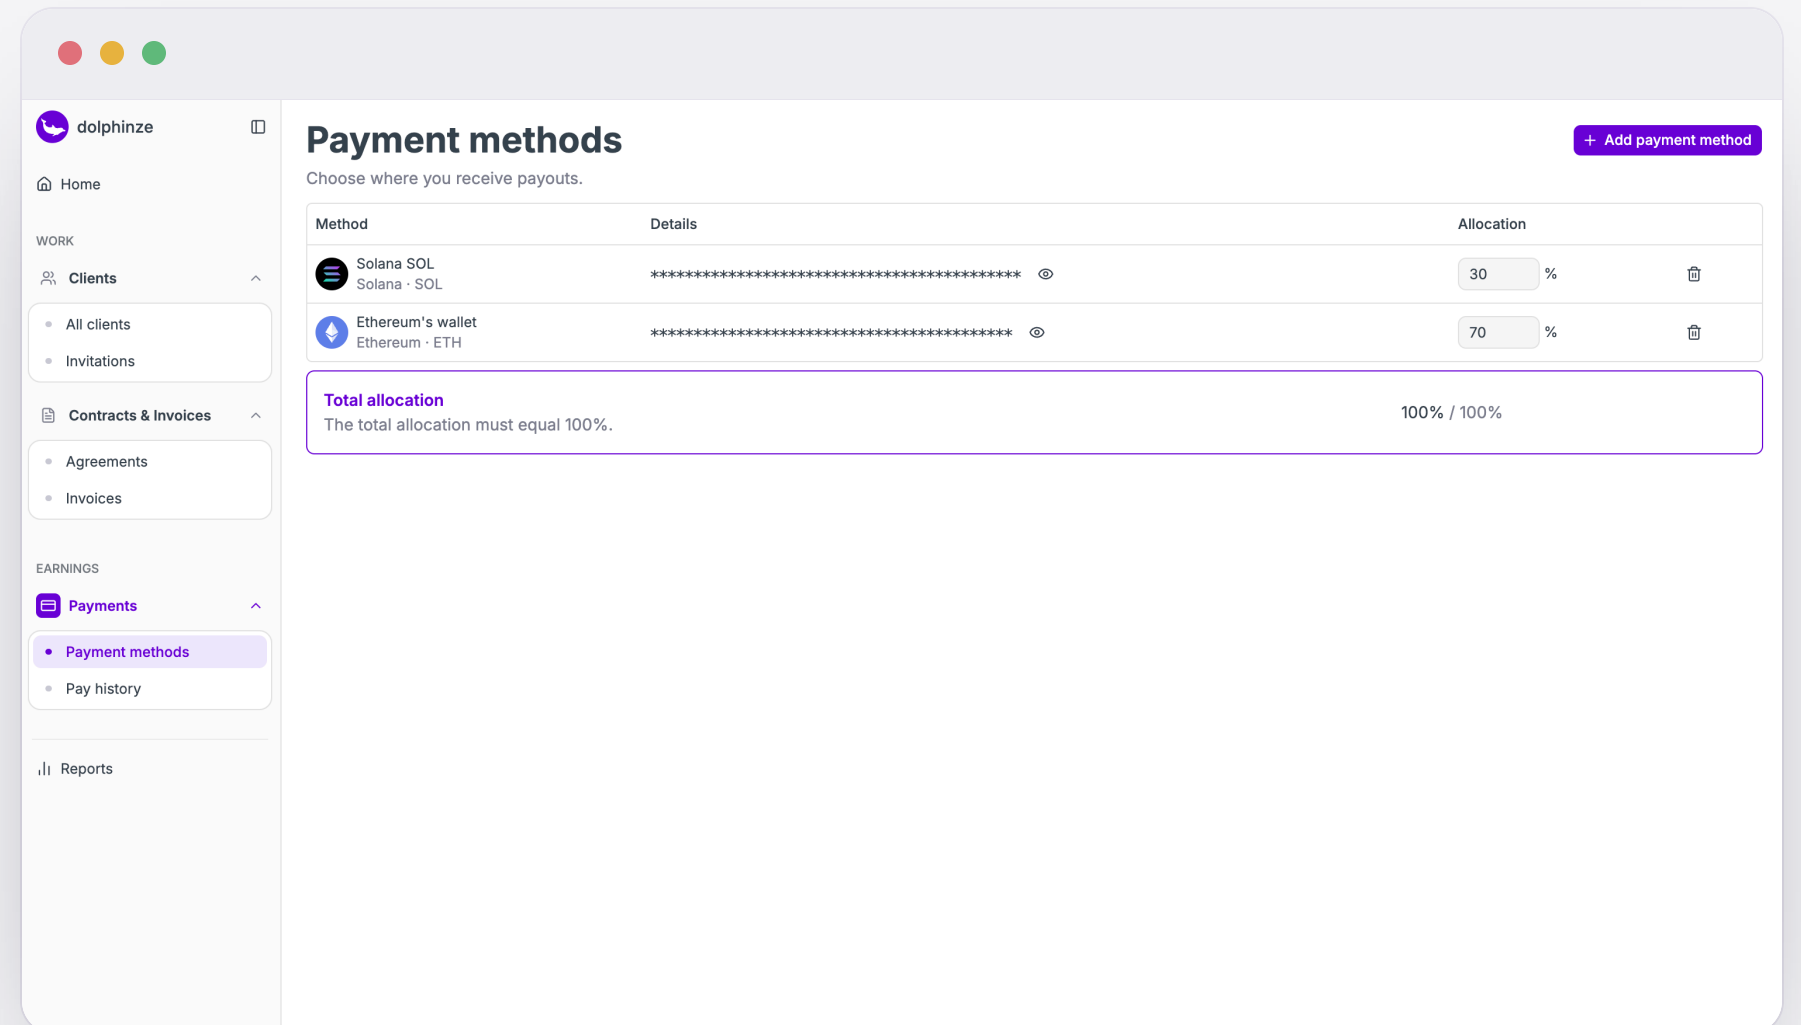 dolphinze
Home
WORK
Clients
All clients
Invitations
Contracts & Invoices
Agreements
Invoices
EARNINGS
Payments
Payment methods
Pay history
Reports
Payment methods
Choose where you receive payouts.
+ Add payment method
Method Details Allocation
Solana SOL
Solana · SOL
******************************************* 30 %
Ethereum's wallet
Ethereum · ETH
****************************************** 70 %
Total allocation
The total allocation must equal 100%.
100% / 100%